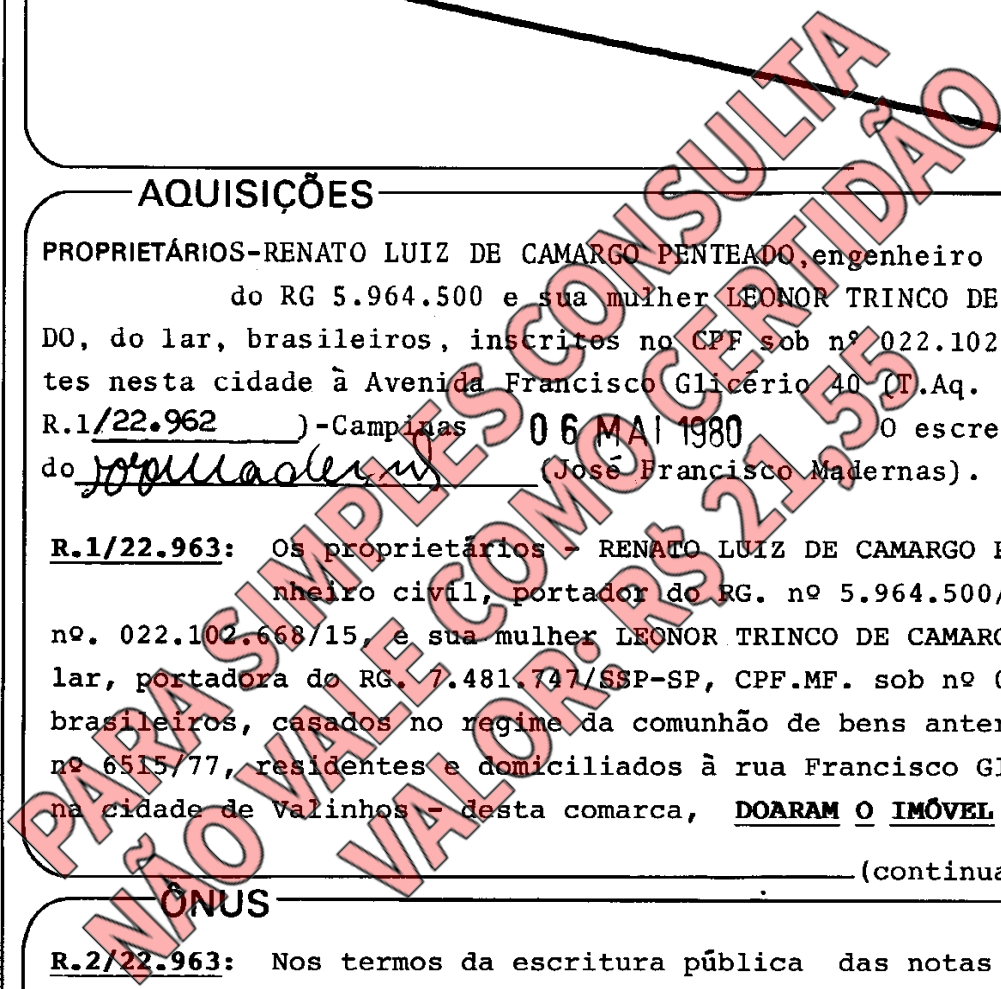 AQUISIÇÕES
PROPRIETÁRIOS-RENATO LUIZ DE CAMARGO PENTEADO,engenheiro
do RG 5.964.500 e sua mulher LEONOR TRINCO DE
DO, do lar, brasileiros, inscritos no CPF sob nº 022.102
tes nesta cidade à Avenida Francisco Glicério 40 (T.Aq.
R.1/22.962 )-Campinas 06 MAI 1980 O escre
do (José Francisco Madernas).
R.1/22.963: Os proprietários - RENATO LUIZ DE CAMARGO P
nheiro civil, portador do RG. nº 5.964.500/
nº. 022.102.668/15, e sua mulher LEONOR TRINCO DE CAMARG
lar, portadora do RG. 7.481.747/SSP-SP, CPF.MF. sob nº 0
brasileiros, casados no regime da comunhão de bens anter
nº 6515/77, residentes e domiciliados à rua Francisco Gl
na cidade de Valinhos - desta comarca, DOARAM O IMÓVEL
(continua
ÔNUS
R.2/22.963: Nos termos da escritura pública das notas
PARA SIMPLES CONSULTA
NÃO VALE COMO CERTIDÃO
VALOR: R$ 21,55